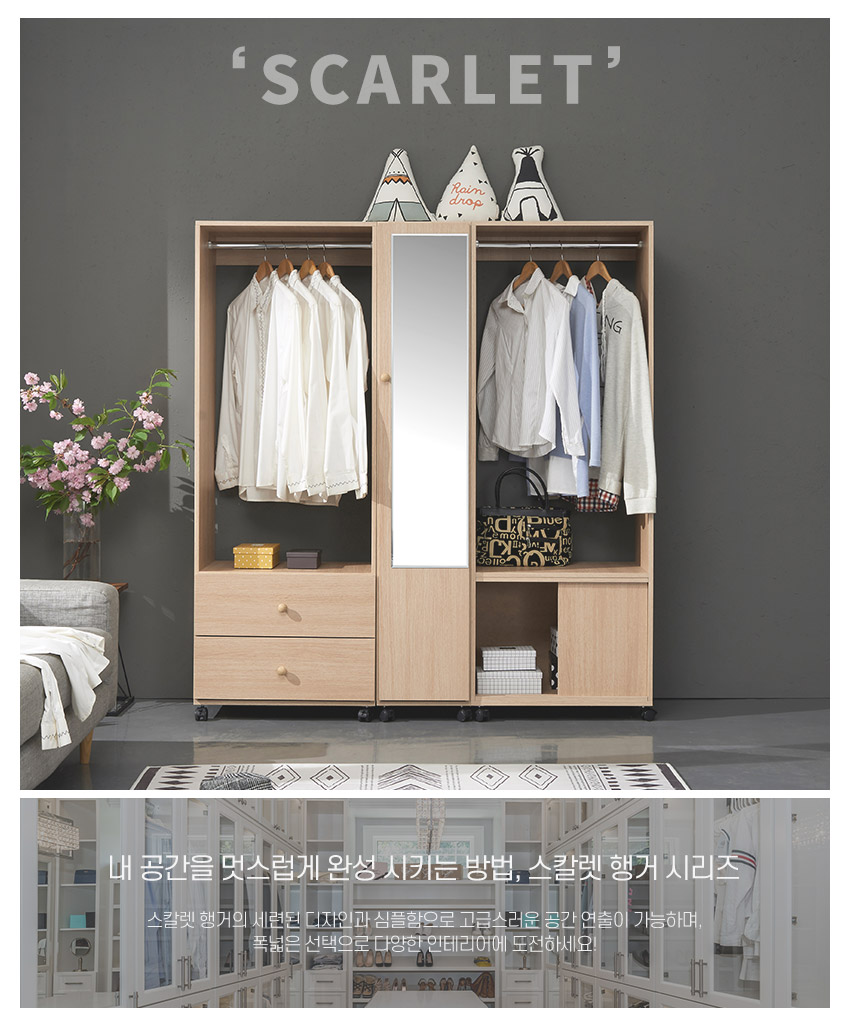 ‘SCARLET’
Rain
drop
NG
내 공간을 멋스럽게 완성 시키는 방법, 스칼렛 행거 시리즈
스칼렛 행거의 세련된 디자인과 심플함으로 고급스러운 공간 연출이 가능하며,
폭넓은 선택으로 다양한 인테리어에 도전하세요!